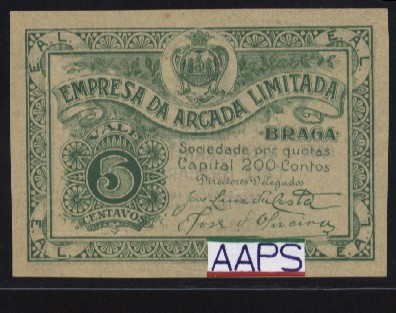 E.A.L. E.A.L.
EMPRESA DA ARCADA LIMITADA
BRAGA
VALE
5
CENTAVOS
Sociedade por quotas
Capital 200 Contos
Directores Delegados
E.A.L. E.A.L.
AAPS